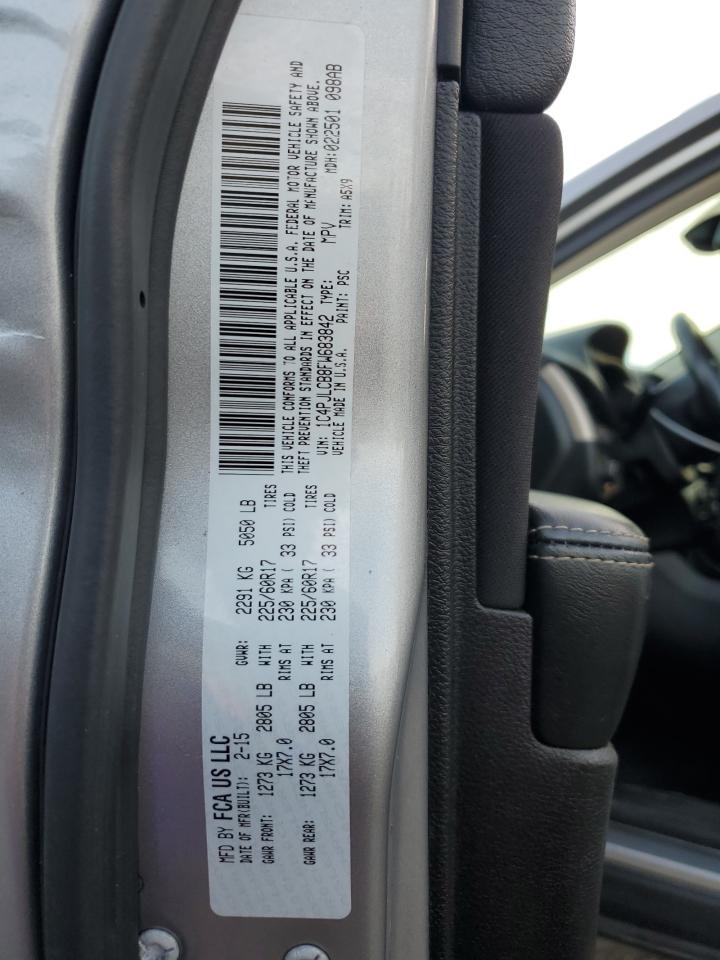 MFD BY FCA US LLC
DATE OF MFR(BUILT): 2-15 GVWR: 2291 KG 5050 LB
GAWR FRONT: 1273 KG 2805 LB WITH 225/60R17 TIRES
17X7.0 RIMS AT 230 KPA ( 33 PSI) COLD
GAWR REAR: 1273 KG 2805 LB WITH 225/60R17 TIRES
17X7.0 RIMS AT 230 KPA ( 33 PSI) COLD
THIS VEHICLE CONFORMS TO ALL APPLICABLE U.S.A. FEDERAL MOTOR VEHICLE SAFETY AND
THEFT PREVENTION STANDARDS IN EFFECT ON THE DATE OF MANUFACTURE SHOWN ABOVE.
VIN: 1C4PJLCB8FW683842 TYPE: MPV MDH:022501 098AB
VEHICLE MADE IN U.S.A. PAINT: PSC TRIM: A5X9